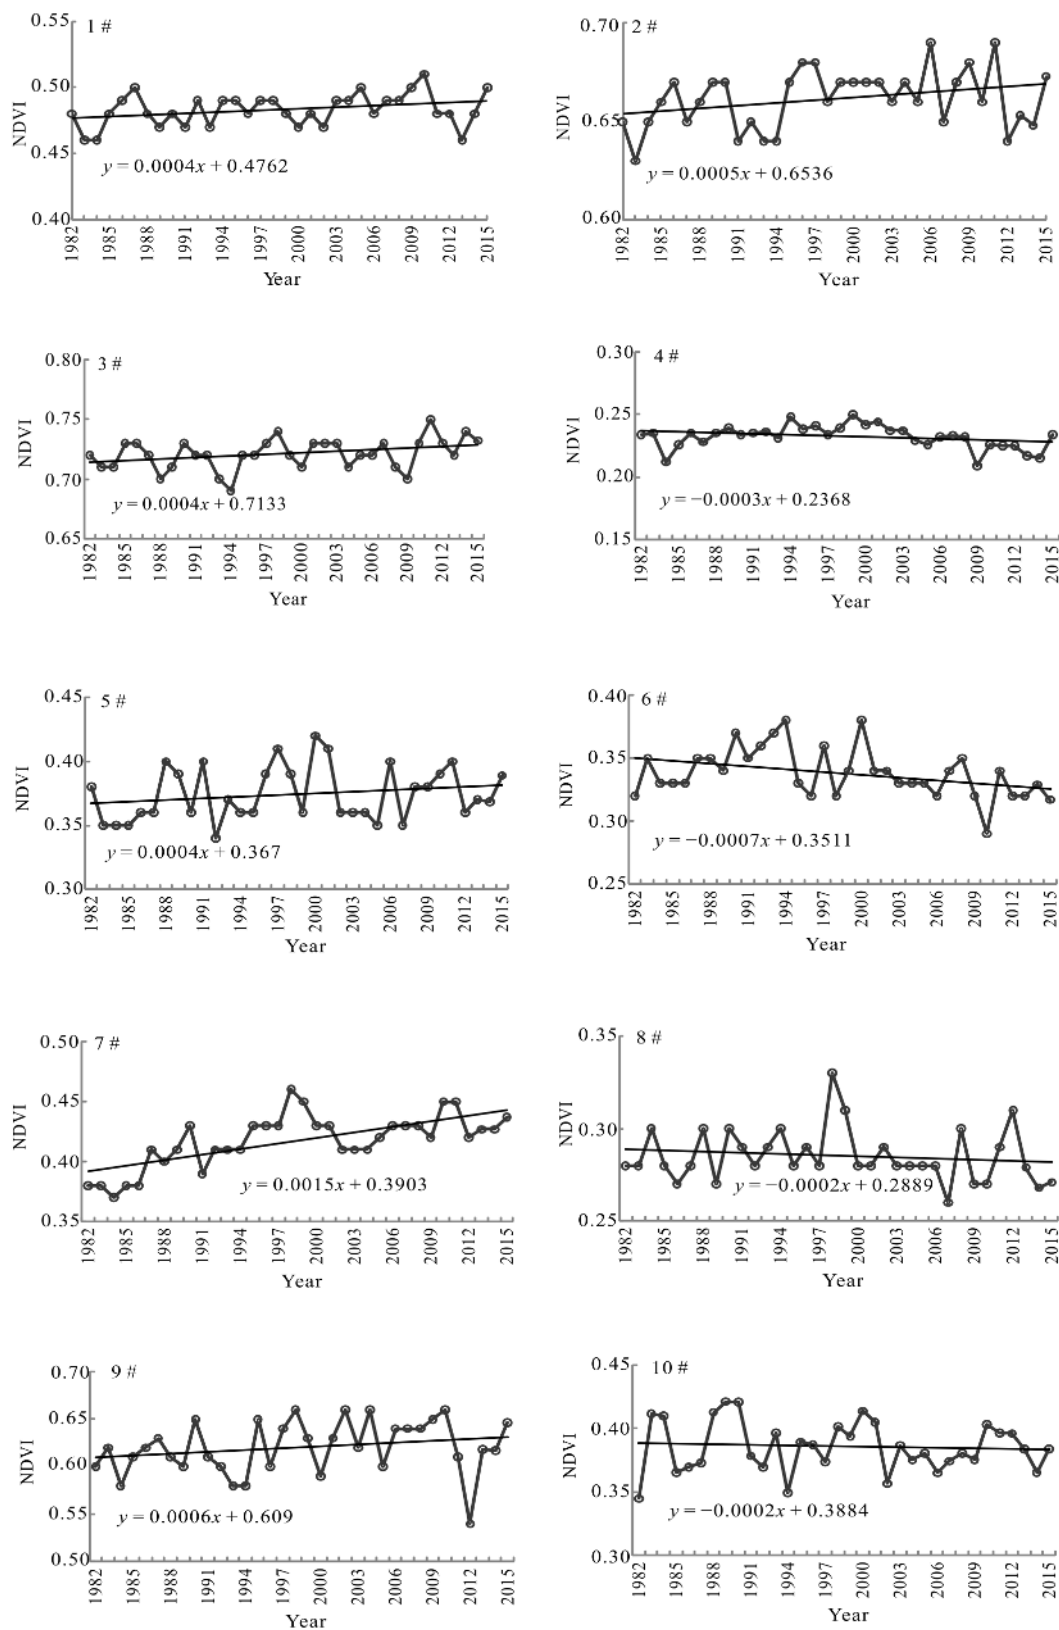 1 #
NDVI
0.55
0.50
0.45
0.40
y = 0.0004x + 0.4762
1982 1985 1988 1991 1994 1997 2000 2003 2006 2009 2012 2015
Year
2 #
NDVI
0.70
0.65
0.60
y = 0.0005x + 0.6536
1982 1985 1988 1991 1994 1997 2000 2003 2006 2009 2012 2015
Year
3 #
NDVI
0.80
0.75
0.70
0.65
y = 0.0004x + 0.7133
1982 1985 1988 1991 1994 1997 2000 2003 2006 2009 2012 2015
Year
4 #
NDVI
0.30
0.25
0.20
0.15
y = −0.0003x + 0.2368
1982 1985 1988 1991 1994 1997 2000 2003 2006 2009 2012 2015
Year
5 #
NDVI
0.45
0.40
0.35
0.30
y = 0.0004x + 0.367
1982 1985 1988 1991 1994 1997 2000 2003 2006 2009 2012 2015
Year
6 #
NDVI
0.40
0.35
0.30
0.25
y = −0.0007x + 0.3511
1982 1985 1988 1991 1994 1997 2000 2003 2006 2009 2012 2015
Year
7 #
NDVI
0.50
0.45
0.40
0.35
y = 0.0015x + 0.3903
1982 1985 1988 1991 1994 1997 2000 2003 2006 2009 2012 2015
Year
8 #
NDVI
0.35
0.30
0.25
y = −0.0002x + 0.2889
1982 1985 1988 1991 1994 1997 2000 2003 2006 2009 2012 2015
Year
9 #
NDVI
0.70
0.65
0.60
0.55
0.50
y = 0.0006x + 0.609
1982 1985 1988 1991 1994 1997 2000 2003 2006 2009 2012 2015
Year
10 #
NDVI
0.45
0.40
0.35
0.30
y = −0.0002x + 0.3884
1982 1985 1988 1991 1994 1997 2000 2003 2006 2009 2012 2015
Year